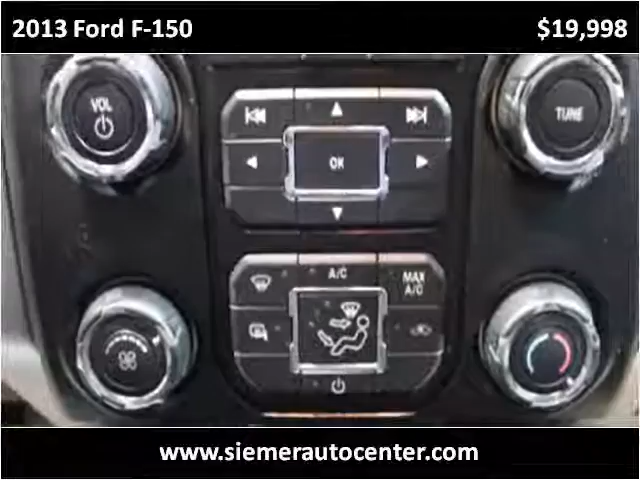 2013 Ford F-150
$19,998
VOL
TUNE
OK
A/C
MAX
A/C
www.siemerautocenter.com